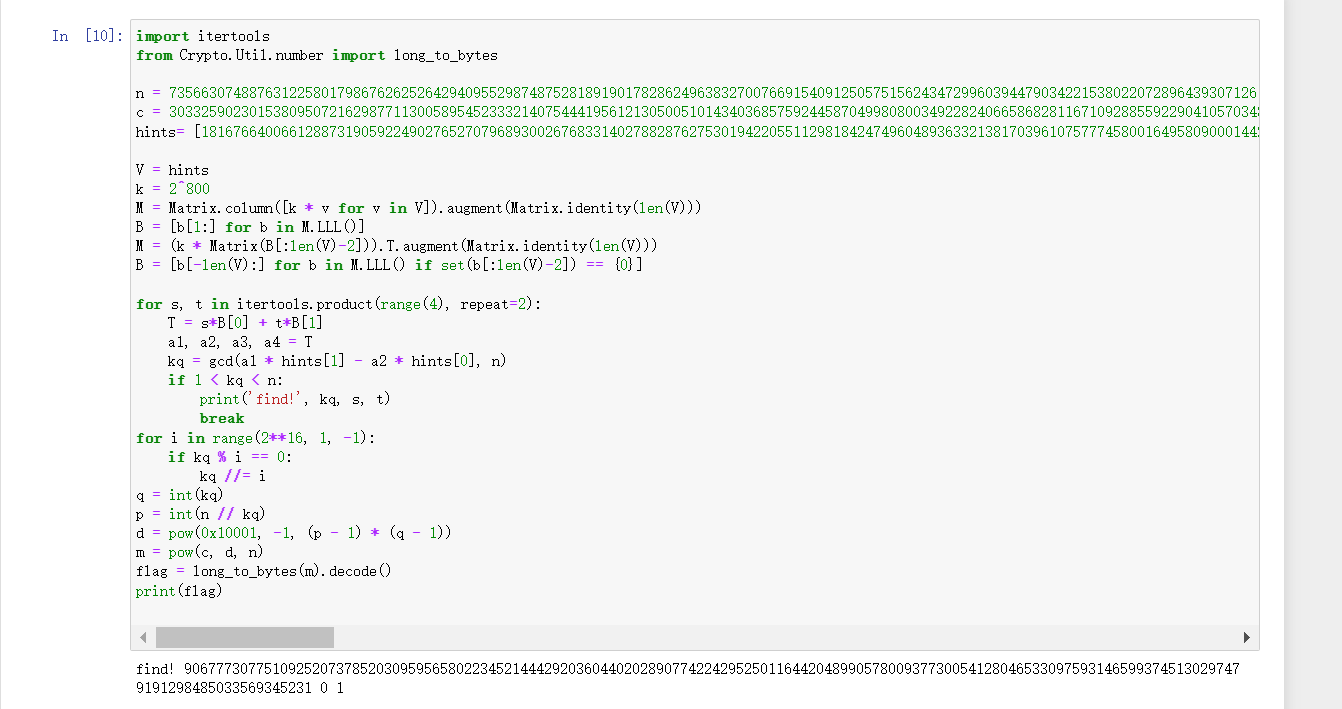 In [10]:
import itertools
from Crypto.Util.number import long_to_bytes
n = 7356630748876312258017986762625264294095529874875281891901782862496383270076691540912505751562434729960394479034221538022072896439307126
c = 3033259023015380950721629877113005895452333214075444195612130500510143403685759244587049980800349228240665868281167109288559229041057034
hints= [1816766400661288731905922490276527079689300267683314027882876275301942205511298184247496048936332138170396107577745800164958090001442
V = hints
k = 2^800
M = Matrix.column([k * v for v in V]).augment(Matrix.identity(len(V)))
B = [b[1:] for b in M.LLL()]
M = (k * Matrix(B[:len(V)-2])).T.augment(Matrix.identity(len(V)))
B = [b[-len(V):] for b in M.LLL() if set(b[:len(V)-2]) == {0}]
for s, t in itertools.product(range(4), repeat=2):
    T = s*B[0] + t*B[1]
    a1, a2, a3, a4 = T
    kq = gcd(a1 * hints[1] - a2 * hints[0], n)
    if 1 < kq < n:
        print('find!', kq, s, t)
        break
for i in range(2**16, 1, -1):
    if kq % i == 0:
        kq //= i
q = int(kq)
p = int(n // kq)
d = pow(0x10001, -1, (p - 1) * (q - 1))
m = pow(c, d, n)
flag = long_to_bytes(m).decode()
print(flag)
find! 906777307751092520737852030959565802234521444292036044020289077422429525011644204899057800937730054128046533097593146599374513029747
9191298485033569345231 0 1